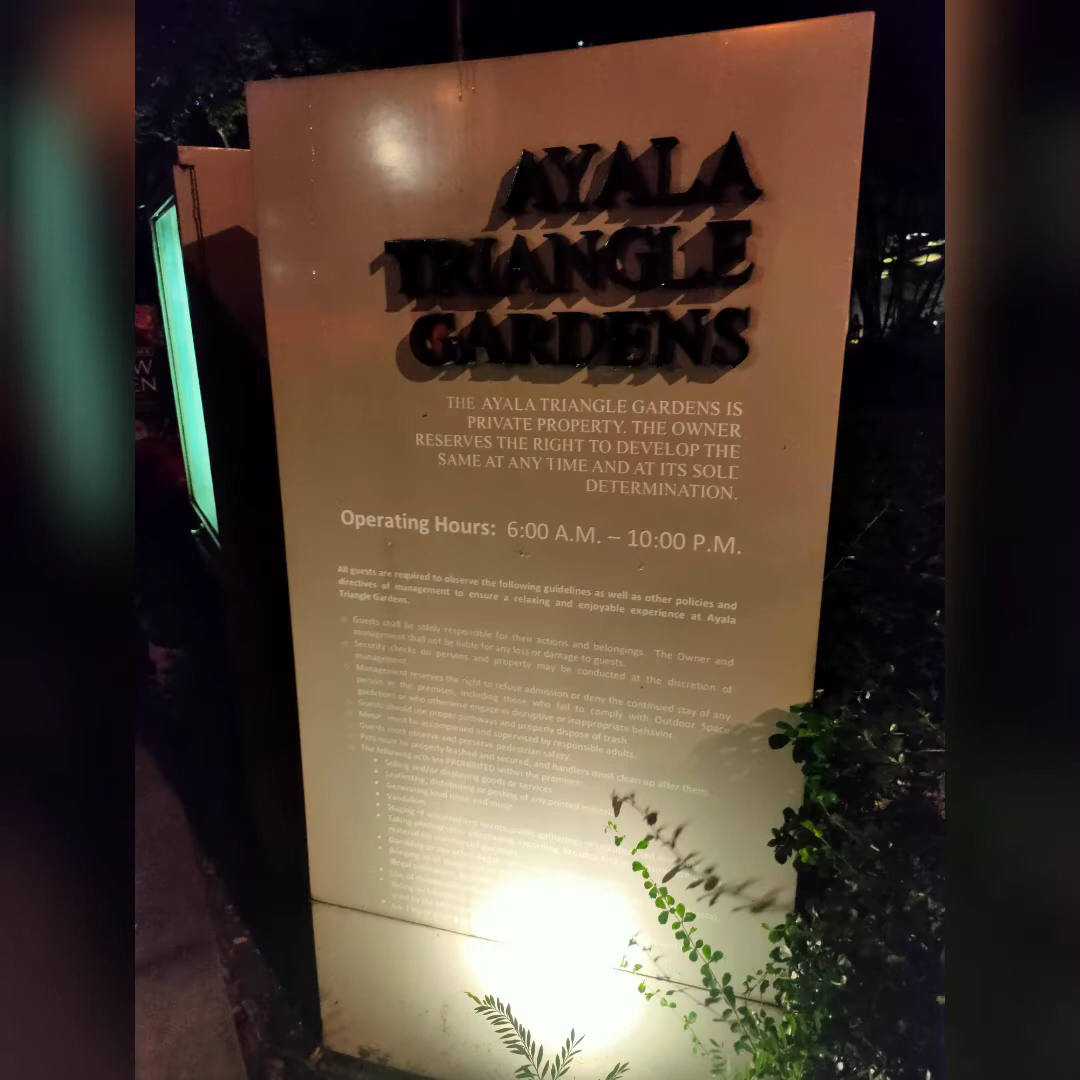 AYALA
TRIANGLE
GARDENS
THE AYALA TRIANGLE GARDENS IS
PRIVATE PROPERTY. THE OWNER
RESERVES THE RIGHT TO DEVELOP THE
SAME AT ANY TIME AND AT ITS SOLE
DETERMINATION.
Operating Hours: 6:00 A.M. – 10:00 P.M.
All guests are required to observe the following guidelines as well as other policies and
directives of management to ensure a relaxing and enjoyable experience at Ayala
Triangle Gardens.
Guests shall be solely responsible for their actions and belongings. The Owner and
management shall not be liable for any loss or damage to guests.
Security checks on persons and property may be conducted at the discretion of
management.
Management reserves the right to refuse admission or deny the continued stay of any
person in the premises, including those who fail to comply with Outdoor Space
guidelines or who otherwise engage in disruptive or inappropriate behavior.
Guests should use proper pathways and properly dispose of trash.
Minors must be accompanied and supervised by responsible adults.
Guests must observe and preserve pedestrian safety.
Pets must be properly leashed and secured, and handlers must clean up after them.
The following acts are PROHIBITED within the premises:
Selling and/or displaying goods or services
Leafleting, distributing or posting of any printed
Generating loud noise and music
Vandalism
Taking photographs,
W
EN